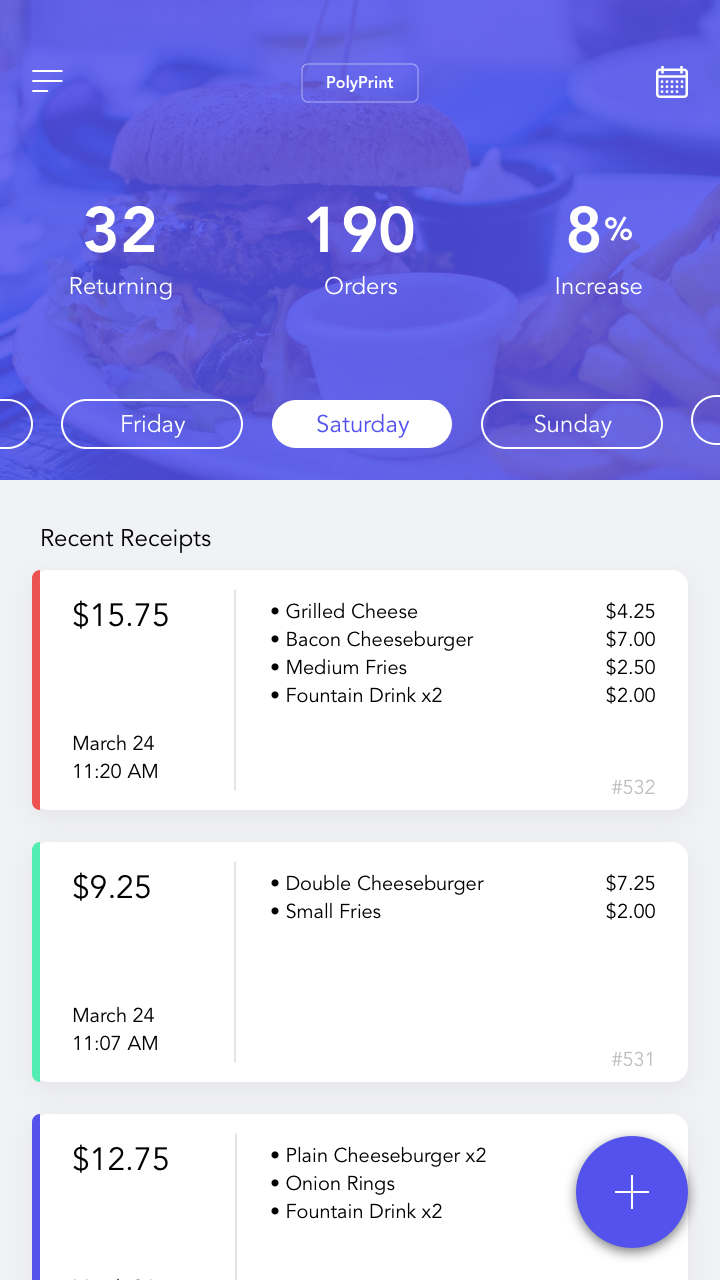 PolyPrint
32 190 8%
Returning Orders Increase
Friday Saturday Sunday
Recent Receipts
$15.75
• Grilled Cheese $4.25
• Bacon Cheeseburger $7.00
• Medium Fries $2.50
• Fountain Drink x2 $2.00
March 24
11:20 AM
#532
$9.25
• Double Cheeseburger $7.25
• Small Fries $2.00
March 24
11:07 AM
#531
$12.75
• Plain Cheeseburger x2
• Onion Rings
• Fountain Drink x2